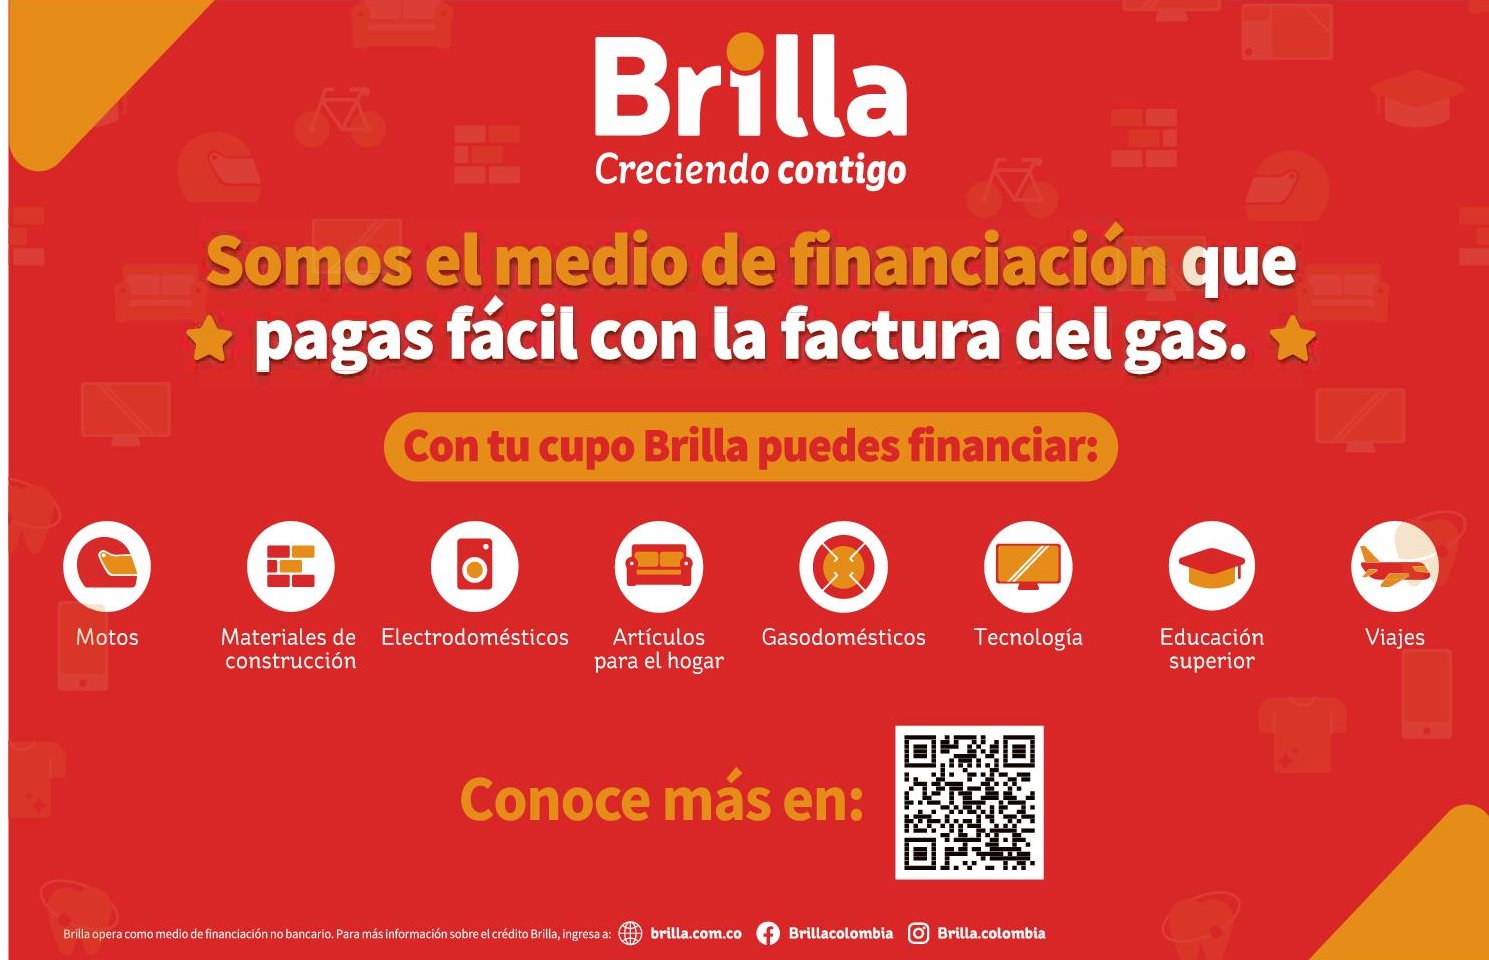 Brilla
Creciendo contigo
Somos el medio de financiación que
pagas fácil con la factura del gas.
Con tu cupo Brilla puedes financiar:
Motos
Materiales de
construcción
Electrodomésticos
Artículos
para el hogar
Gasodomésticos
Tecnología
Educación
superior
Viajes
Conoce más en:
Brilla opera como medio de financiación no bancario. Para más información sobre el crédito Brilla, ingresa a: brilla.com.co Brillacolombia Brilla.colombia